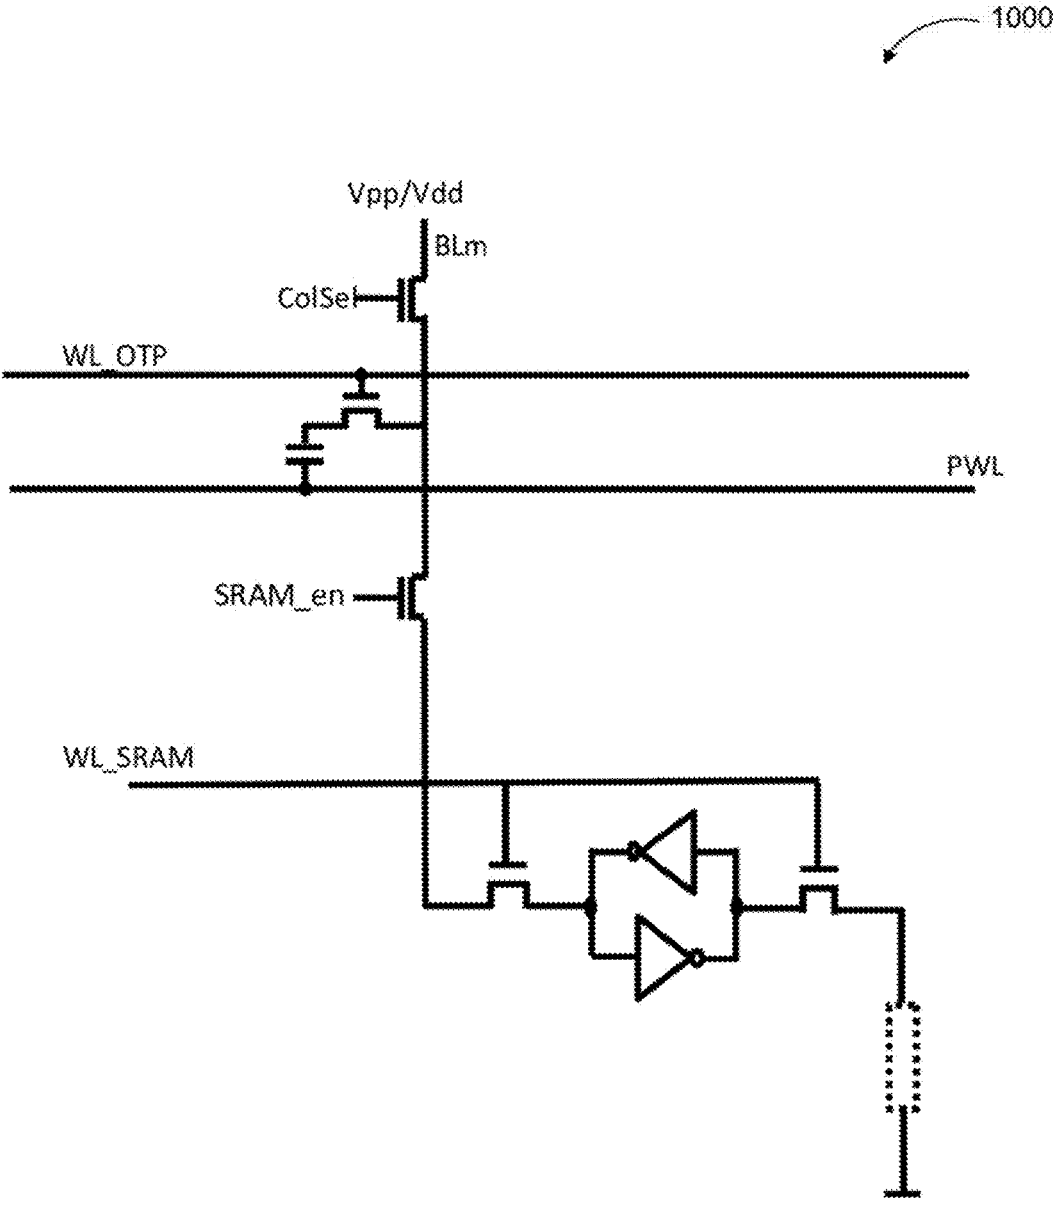 1000
Vpp/Vdd
BLm
ColSel
WL_OTP
PWL
SRAM_en
WL_SRAM